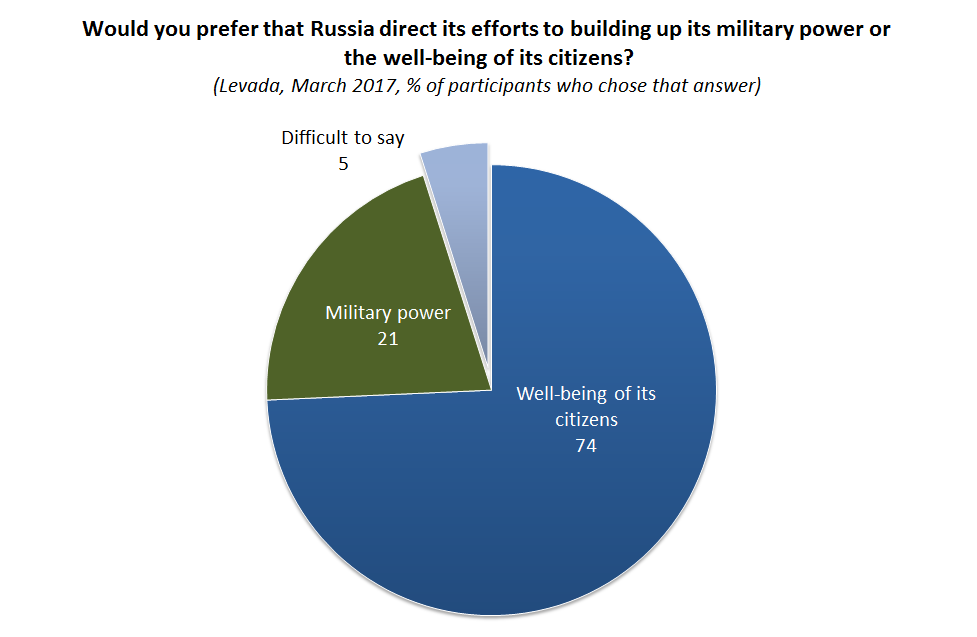 Would you prefer that Russia direct its efforts to building up its military power or
the well-being of its citizens?
(Levada, March 2017, % of participants who chose that answer)
Difficult to say
5
Military power
21
Well-being of its
citizens
74